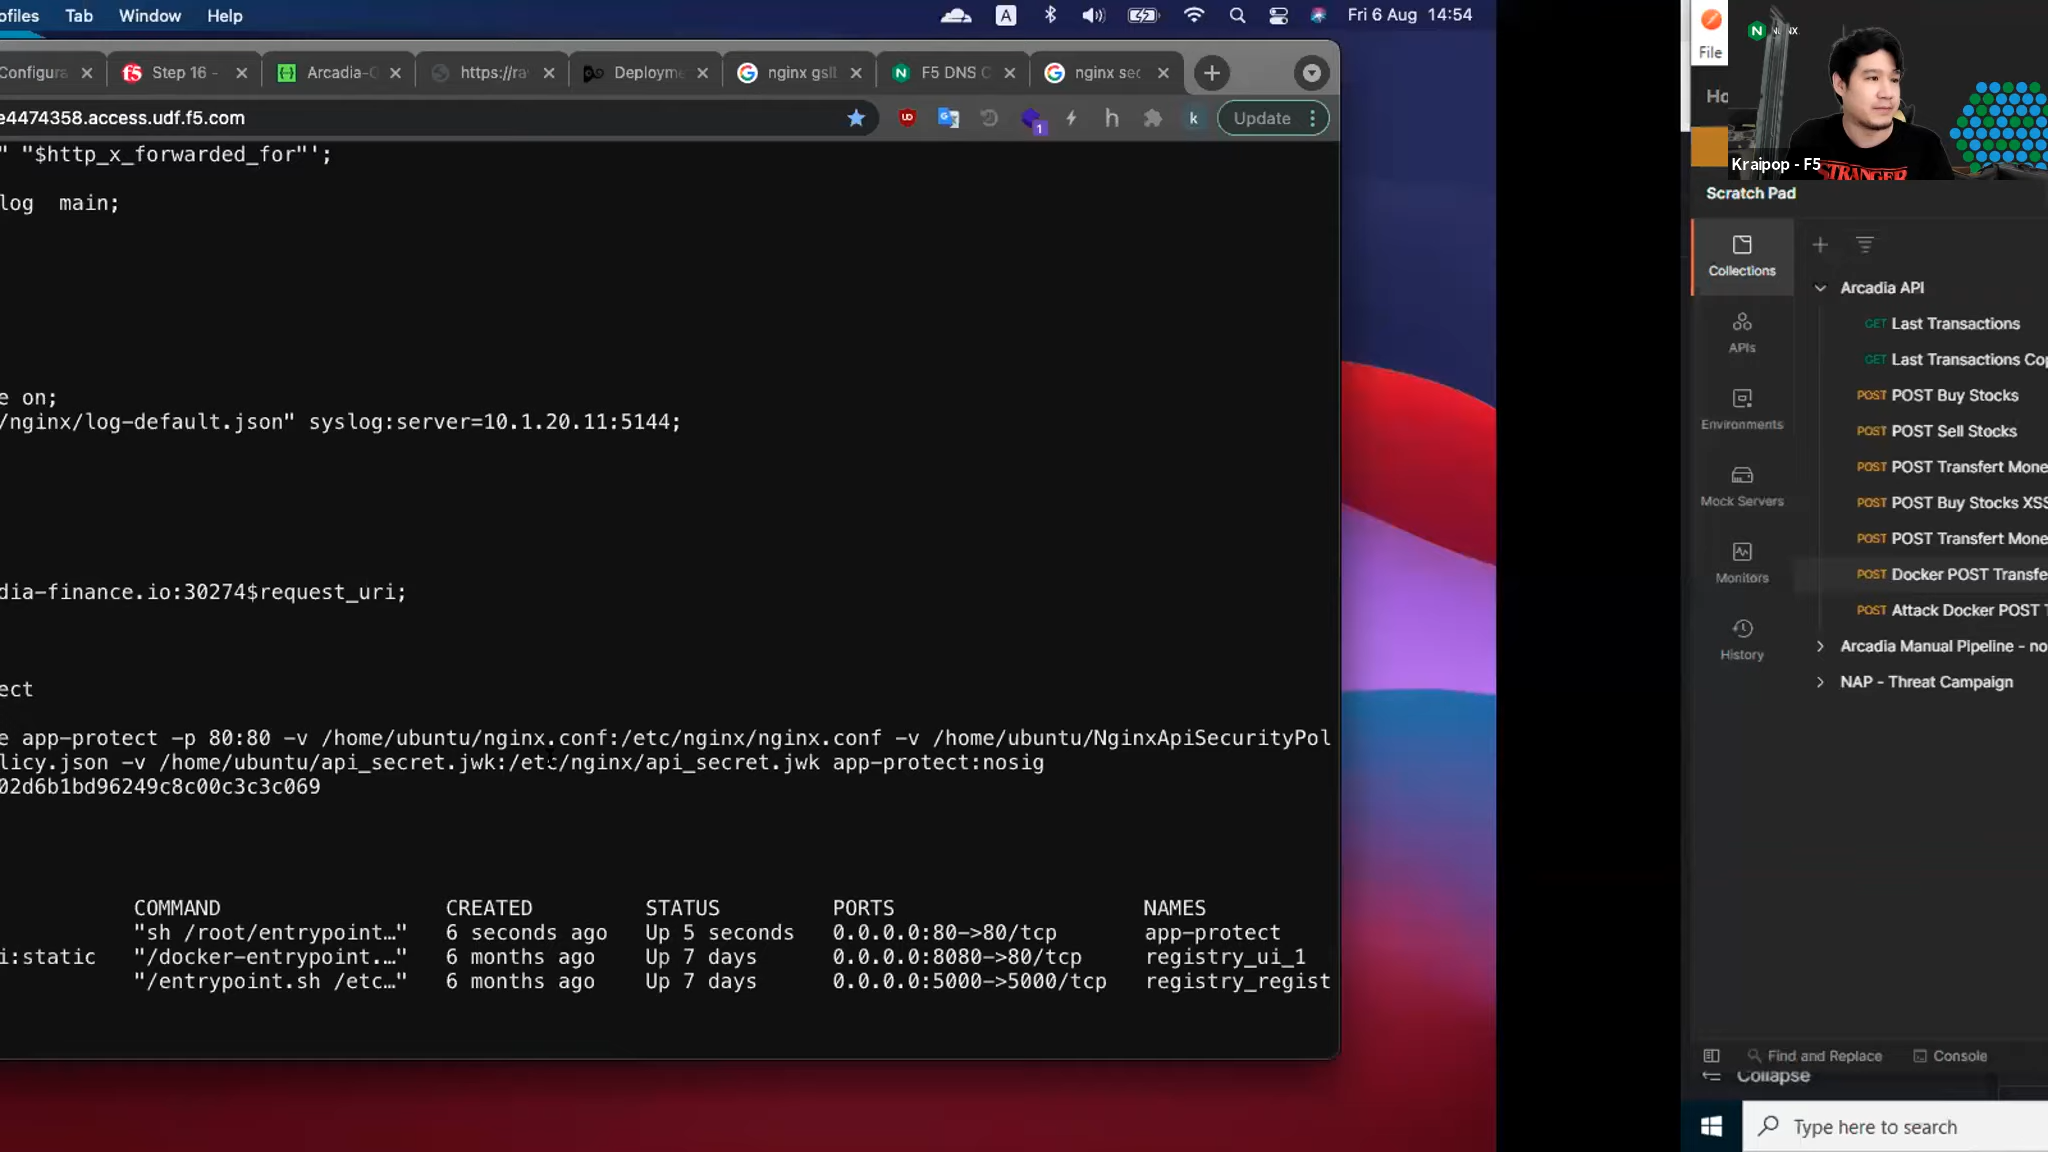 ofiles Tab Window Help A Fri 6 Aug 14:54
Configura Step 16 - Arcadia- https://ra Deployme nginx gsl F5 DNS C nginx sec
e4474358.access.udf.f5.com 1 h k Update
" "$http_x_forwarded_for"';
log main;
e on;
/nginx/log-default.json" syslog:server=10.1.20.11:5144;
dia-finance.io:30274$request_uri;
ect
e app-protect -p 80:80 -v /home/ubuntu/nginx.conf:/etc/nginx/nginx.conf -v /home/ubuntu/NginxApiSecurityPol
licy.json -v /home/ubuntu/api_secret.jwk:/etc/nginx/api_secret.jwk app-protect:nosig
02d6b1bd96249c8c00c3c3c069
COMMAND CREATED STATUS PORTS NAMES
"sh /root/entrypoint…" 6 seconds ago Up 5 seconds 0.0.0.0:80->80/tcp app-protect
i:static "/docker-entrypoint.…" 6 months ago Up 7 days 0.0.0.0:8080->80/tcp registry_ui_1
"/entrypoint.sh /etc…" 6 months ago Up 7 days 0.0.0.0:5000->5000/tcp registry_regist
File
Ho
Kraipop - F5
STRANGER
Scratch Pad
Collections
APIs
Environments
Mock Servers
Monitors
History
Arcadia API
GET Last Transactions
GET Last Transactions Cop
POST POST Buy Stocks
POST POST Sell Stocks
POST POST Transfert Mone
POST POST Buy Stocks XSS
POST POST Transfert Mone
POST Docker POST Transfe
POST Attack Docker POST T
Arcadia Manual Pipeline - no
NAP - Threat Campaign
Find and Replace Console
Collapse
Type here to search